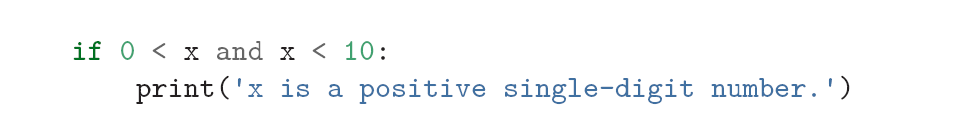 if 0 < x and x < 10:
    print('x is a positive single-digit number.')